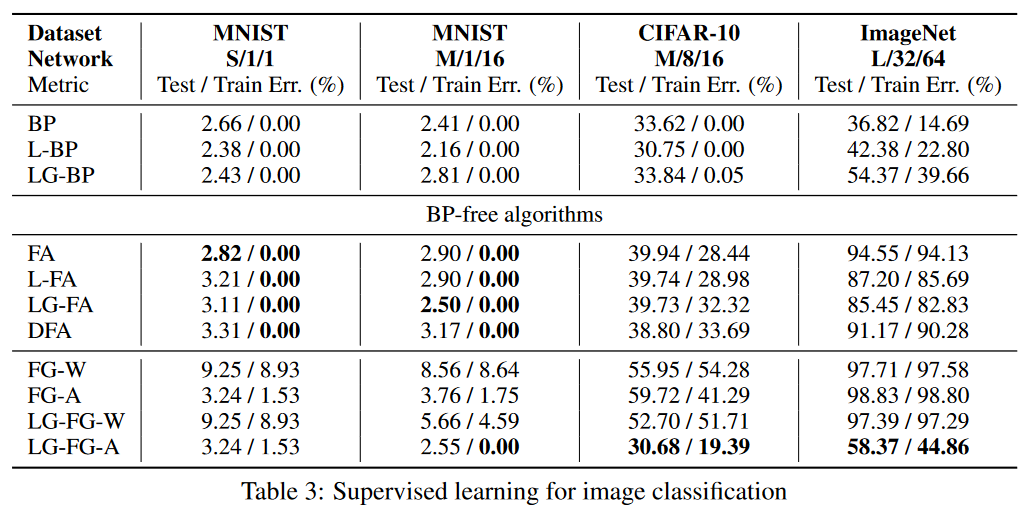 Dataset MNIST MNIST CIFAR-10 ImageNet
Network S/1/1 M/1/16 M/8/16 L/32/64
Metric Test / Train Err. (%) Test / Train Err. (%) Test / Train Err. (%) Test / Train Err. (%)
BP 2.66 / 0.00 2.41 / 0.00 33.62 / 0.00 36.82 / 14.69
L-BP 2.38 / 0.00 2.16 / 0.00 30.75 / 0.00 42.38 / 22.80
LG-BP 2.43 / 0.00 2.81 / 0.00 33.84 / 0.05 54.37 / 39.66
BP-free algorithms
FA 2.82 / 0.00 2.90 / 0.00 39.94 / 28.44 94.55 / 94.13
L-FA 3.21 / 0.00 2.90 / 0.00 39.74 / 28.98 87.20 / 85.69
LG-FA 3.11 / 0.00 2.50 / 0.00 39.73 / 32.32 85.45 / 82.83
DFA 3.31 / 0.00 3.17 / 0.00 38.80 / 33.69 91.17 / 90.28
FG-W 9.25 / 8.93 8.56 / 8.64 55.95 / 54.28 97.71 / 97.58
FG-A 3.24 / 1.53 3.76 / 1.75 59.72 / 41.29 98.83 / 98.80
LG-FG-W 9.25 / 8.93 5.66 / 4.59 52.70 / 51.71 97.39 / 97.29
LG-FG-A 3.24 / 1.53 2.55 / 0.00 30.68 / 19.39 58.37 / 44.86
Table 3: Supervised learning for image classification